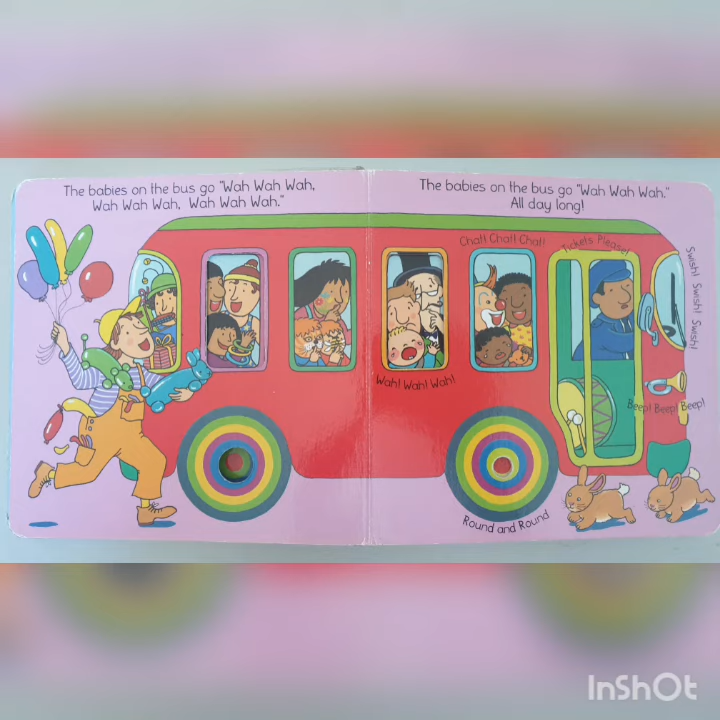 The babies on the bus go "Wah Wah Wah,
Wah Wah Wah, Wah Wah Wah."
The babies on the bus go "Wah Wah Wah."
All day long!
Chat! Chat! Chat!
Tickets Please!
Swish! Swish! Swish!
Wah! Wah! Wah!
Beep! Beep! Beep!
Round and Round
InShOt